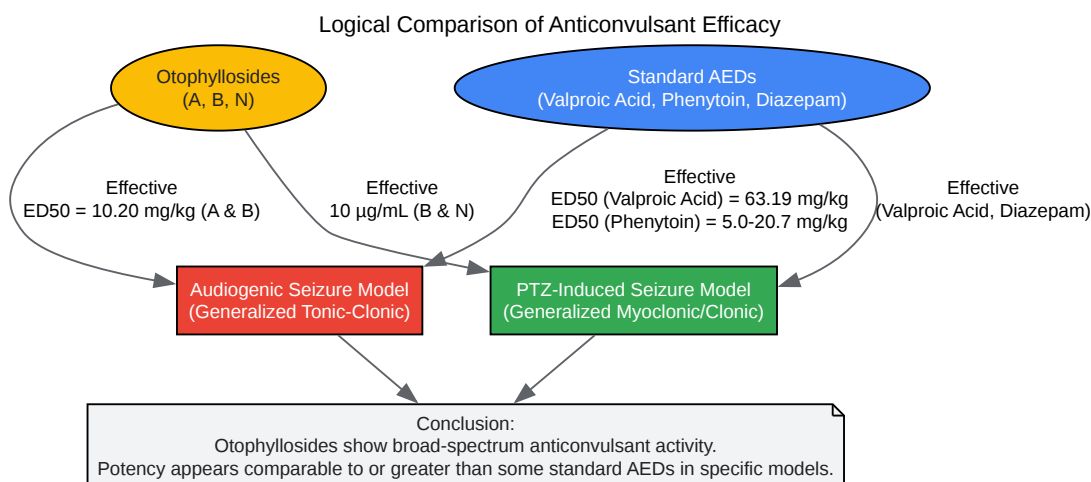 Logical Comparison of Anticonvulsant Efficacy
Otophyllosides
(A, B, N)
Standard AEDs
(Valproic Acid, Phenytoin, Diazepam)
Effective
ED50 = 10.20 mg/kg (A & B)
Effective
10 µg/mL (B & N)
Effective
ED50 (Valproic Acid) = 63.19 mg/kg
ED50 (Phenytoin) = 5.0-20.7 mg/kg
Effective
(Valproic Acid, Diazepam)
Audiogenic Seizure Model
(Generalized Tonic-Clonic)
PTZ-Induced Seizure Model
(Generalized Myoclonic/Clonic)
Conclusion:
Otophyllosides show broad-spectrum anticonvulsant activity.
Potency appears comparable to or greater than some standard AEDs in specific models.